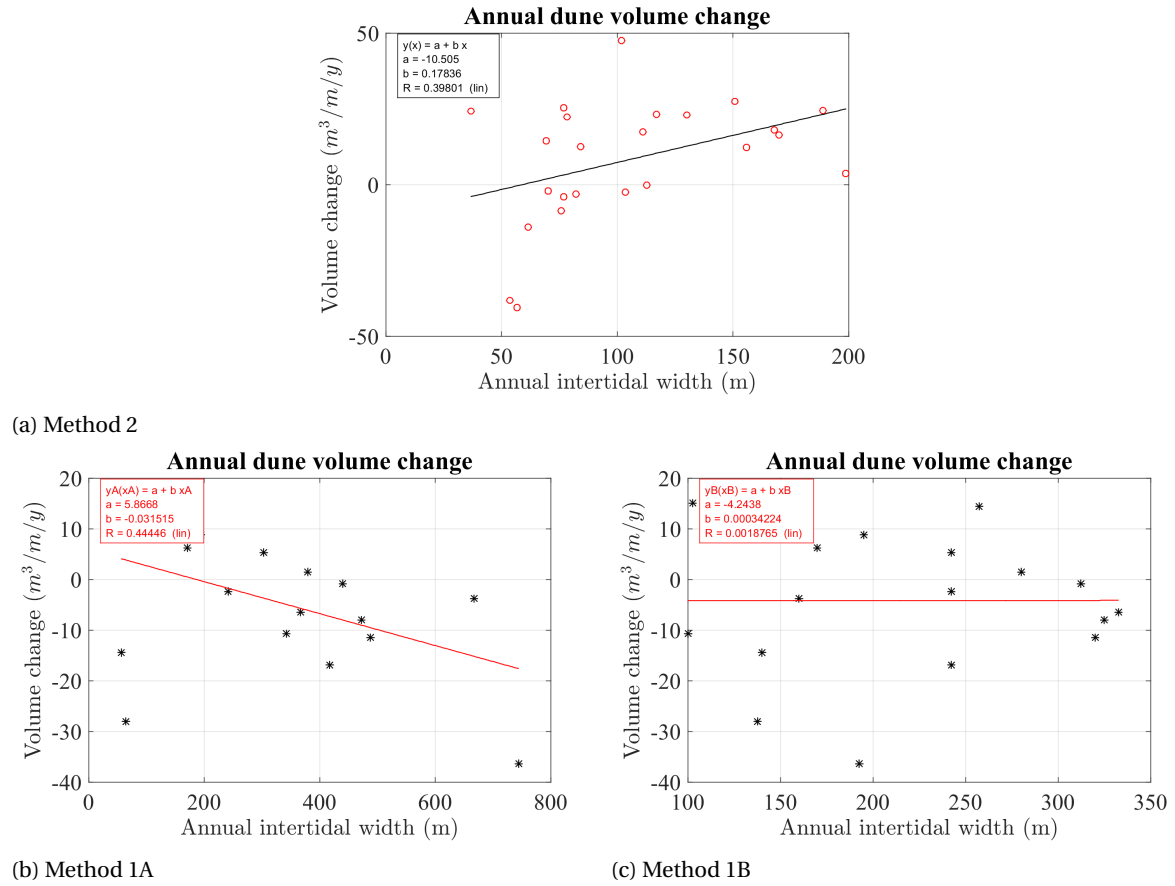 Annual dune volume change
y(x) = a + b x
a = -10.505
b = 0.17836
R = 0.39801 (lin)
50
0
-50
Volume change (m³/m/y)
0 50 100 150 200
Annual intertidal width (m)
(a) Method 2
Annual dune volume change
yA(xA) = a + b xA
a = 5.8668
b = -0.031515
R = 0.44446 (lin)
20
10
0
-10
-20
-30
-40
Volume change (m³/m/y)
0 200 400 600 800
Annual intertidal width (m)
(b) Method 1A
Annual dune volume change
yB(xB) = a + b xB
a = -4.2438
b = 0.00034224
R = 0.0018765 (lin)
20
10
0
-10
-20
-30
-40
Volume change (m³/m/y)
100 150 200 250 300 350
Annual intertidal width (m)
(c) Method 1B